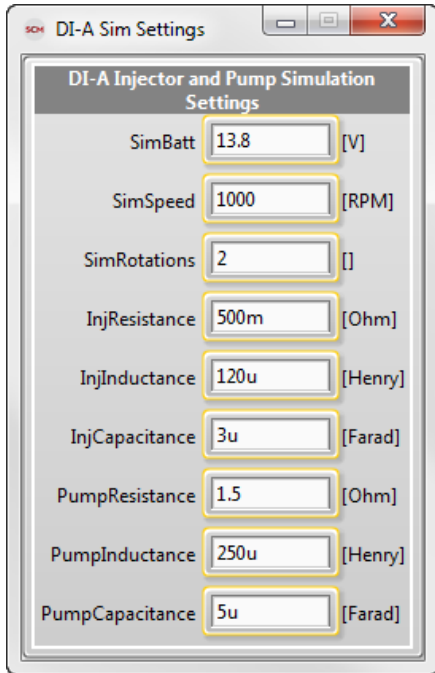 SCM DI-A Sim Settings
DI-A Injector and Pump Simulation
Settings
SimBatt 13.8 [V]
SimSpeed 1000 [RPM]
SimRotations 2 []
InjResistance 500m [Ohm]
InjInductance 120u [Henry]
InjCapacitance 3u [Farad]
PumpResistance 1.5 [Ohm]
PumpInductance 250u [Henry]
PumpCapacitance 5u [Farad]